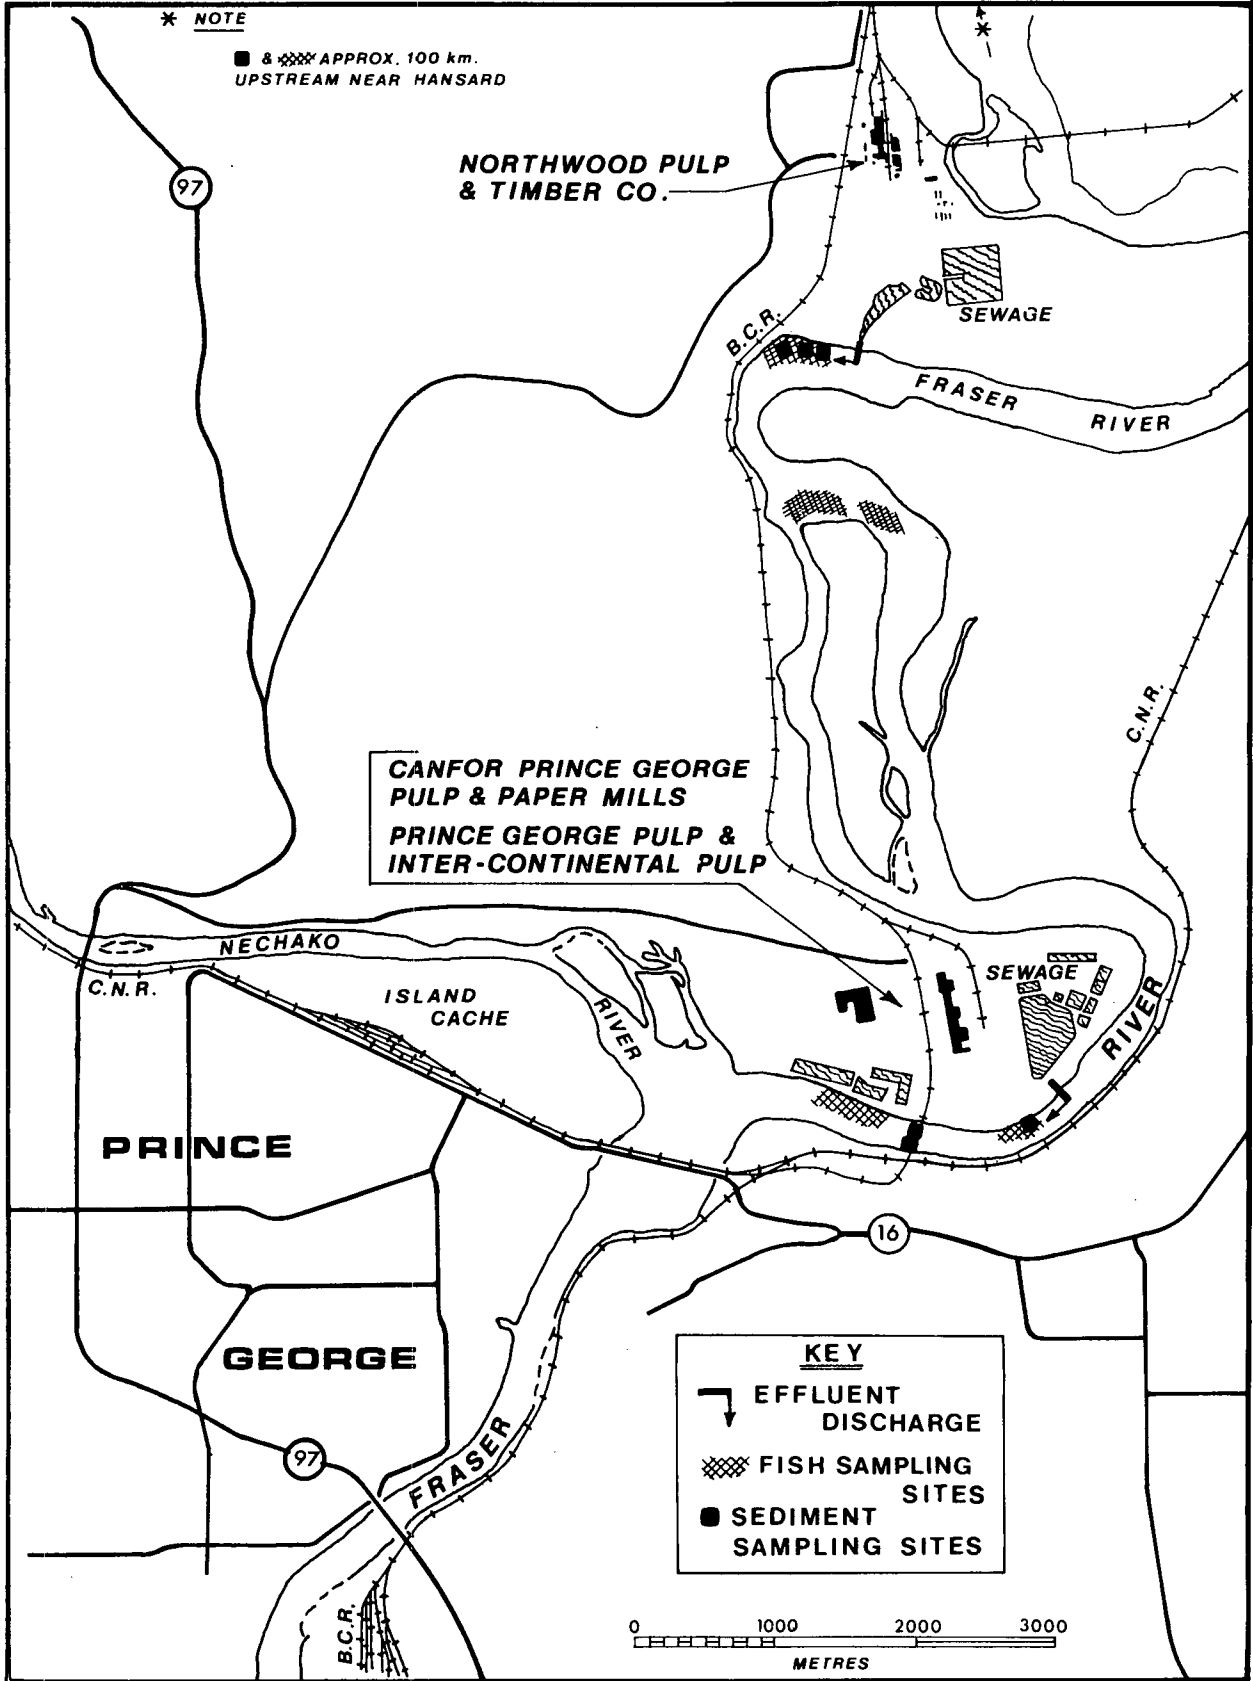 * NOTE
■ & APPROX. 100 km.
UPSTREAM NEAR HANSARD
97
NORTHWOOD PULP
& TIMBER CO.
SEWAGE
B.C.R.
FRASER RIVER
C.N.R.
CANFOR PRINCE GEORGE
PULP & PAPER MILLS
PRINCE GEORGE PULP &
INTER-CONTINENTAL PULP
NECHAKO
RIVER
C.N.R.
ISLAND
CACHE
SEWAGE
RIVER
PRINCE
16
GEORGE
97
FRASER
B.C.R.
KEY
EFFLUENT
DISCHARGE
FISH SAMPLING
SITES
SEDIMENT
SAMPLING SITES
0 1000 2000 3000
METRES